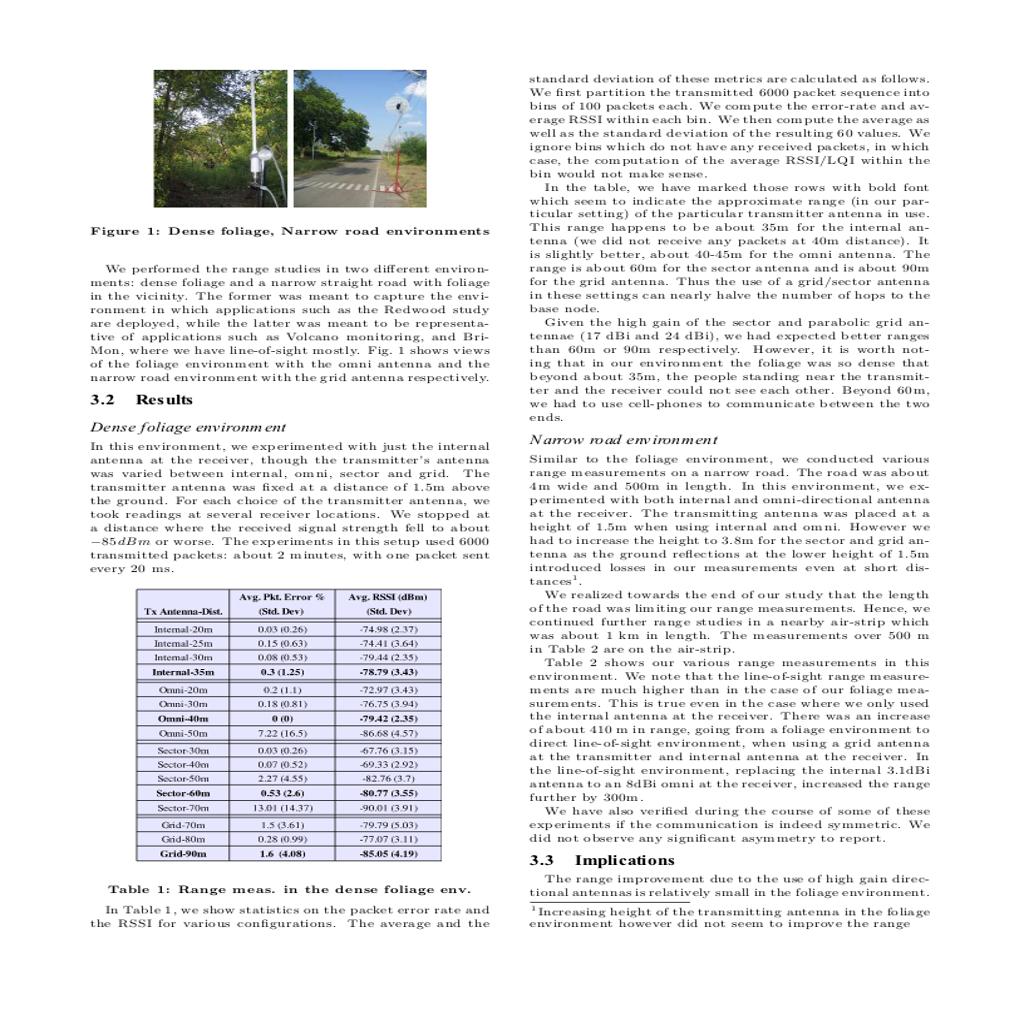 Figure 1: Dense foliage, Narrow road environments
We performed the range studies in two different environ-
ments: dense foliage and a narrow straight road with foliage
in the vicinity. The former was meant to capture the envi-
ronment in which applications such as the Redwood study
are deployed, while the latter was meant to be representa-
tive of applications such as Volcano monitoring, and Bri-
Mon, where we have line-of-sight mostly. Fig. 1 shows views
of the foliage environment with the omni antenna and the
narrow road environment with the grid antenna respectively.
3.2 Results
Dense foliage environment
In this environment, we experimented with just the internal
antenna at the receiver, though the transmitter's antenna
was varied between internal, omni, sector and grid. The
transmitter antenna was fixed at a distance of 1.5m above
the ground. For each choice of the transmitter antenna, we
took readings at several receiver locations. We stopped at
a distance where the received signal strength fell to about
−85dBm or worse. The experiments in this setup used 6000
transmitted packets: about 2 minutes, with one packet sent
every 20 ms.
Avg. Pkt. Error % Avg. RSSI (dBm)
Tx Antenna-Dist. (Std. Dev) (Std. Dev)
Internal-20m 0.03 (0.26) -74.98 (2.37)
Internal-25m 0.15 (0.63) -74.41 (3.64)
Internal-30m 0.08 (0.53) -79.44 (2.35)
Internal-35m 0.3 (1.25) -78.79 (3.43)
Omni-20m 0.2 (1.1) -72.97 (3.43)
Omni-30m 0.18 (0.81) -76.75 (3.94)
Omni-40m 0 (0) -79.42 (2.35)
Omni-50m 7.22 (16.5) -86.68 (4.57)
Sector-30m 0.03 (0.26) -67.76 (3.15)
Sector-40m 0.07 (0.52) -69.33 (2.92)
Sector-50m 2.27 (4.55) -82.76 (3.7)
Sector-60m 0.53 (2.6) -80.77 (3.55)
Sector-70m 13.01 (14.37) -90.01 (3.91)
Grid-70m 1.5 (3.61) -79.79 (5.03)
Grid-80m 0.28 (0.99) -77.07 (3.11)
Grid-90m 1.6 (4.08) -85.05 (4.19)
Table 1: Range meas. in the dense foliage env.
In Table 1, we show statistics on the packet error rate and
the RSSI for various configurations. The average and the
standard deviation of these metrics are calculated as follows.
We first partition the transmitted 6000 packet sequence into
bins of 100 packets each. We compute the error-rate and av-
erage RSSI within each bin. We then compute the average as
well as the standard deviation of the resulting 60 values. We
ignore bins which do not have any received packets, in which
case, the computation of the average RSSI/LQI within the
bin would not make sense.
In the table, we have marked those rows with bold font
which seem to indicate the approximate range (in our par-
ticular setting) of the particular transmitter antenna in use.
This range happens to be about 35m for the internal an-
tenna (we did not receive any packets at 40m distance). It
is slightly better, about 40-45m for the omni antenna. The
range is about 60m for the sector antenna and is about 90m
for the grid antenna. Thus the use of a grid/sector antenna
in these settings can nearly halve the number of hops to the
base node.
Given the high gain of the sector and parabolic grid an-
tennae (17 dBi and 24 dBi), we had expected better ranges
than 60m or 90m respectively. However, it is worth not-
ing that in our environment the foliage was so dense that
beyond about 35m, the people standing near the transmit-
ter and the receiver could not see each other. Beyond 60m,
we had to use cell-phones to communicate between the two
ends.
Narrow road environment
Similar to the foliage environment, we conducted various
range measurements on a narrow road. The road was about
4m wide and 500m in length. In this environment, we ex-
perimented with both internal and omni-directional antenna
at the receiver. The transmitting antenna was placed at a
height of 1.5m when using internal and omni. However we
had to increase the height to 3.8m for the sector and grid an-
tenna as the ground reflections at the lower height of 1.5m
introduced losses in our measurements even at short dis-
tances¹.
We realized towards the end of our study that the length
of the road was limiting our range measurements. Hence, we
continued further range studies in a nearby air-strip which
was about 1 km in length. The measurements over 500 m
in Table 2 are on the air-strip.
Table 2 shows our various range measurements in this
environment. We note that the line-of-sight range measure-
ments are much higher than in the case of our foliage mea-
surements. This is true even in the case where we only used
the internal antenna at the receiver. There was an increase
of about 410 m in range, going from a foliage environment to
direct line-of-sight environment, when using a grid antenna
at the transmitter and internal antenna at the receiver. In
the line-of-sight environment, replacing the internal 3.1dBi
antenna to an 8dBi omni at the receiver, increased the range
further by 300m.
We have also verified during the course of some of these
experiments if the communication is indeed symmetric. We
did not observe any significant asymmetry to report.
3.3 Implications
The range improvement due to the use of high gain direc-
tional antennas is relatively small in the foliage environment.
¹Increasing height of the transmitting antenna in the foliage
environment however did not seem to improve the range